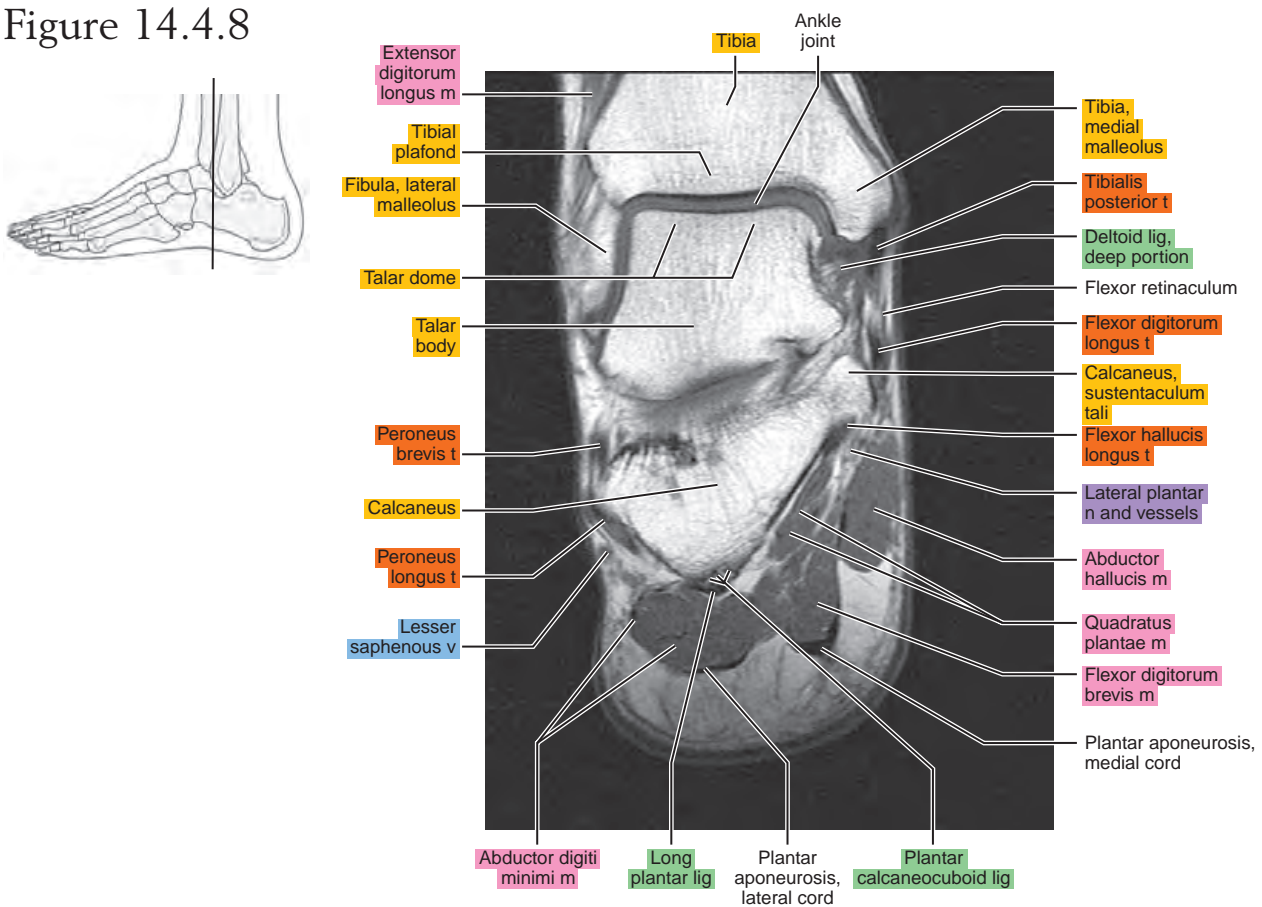 Figure 14.4.8
Extensor
digitorum
longus m
Tibial
plafond
Fibula, lateral
malleolus
Talar dome
Talar
body
Peroneus
brevis t
Calcaneus
Peroneus
longus t
Lesser
saphenous v
Tibia
Ankle
joint
Tibia,
medial
malleolus
Tibialis
posterior t
Deltoid lig,
deep portion
Flexor retinaculum
Flexor digitorum
longus t
Calcaneus,
sustentaculum
tali
Flexor hallucis
longus t
Lateral plantar
n and vessels
Abductor
hallucis m
Quadratus
plantae m
Flexor digitorum
brevis m
Plantar aponeurosis,
medial cord
Abductor digiti
minimi m
Long
plantar lig
Plantar
aponeurosis,
lateral cord
Plantar
calcaneocuboid lig